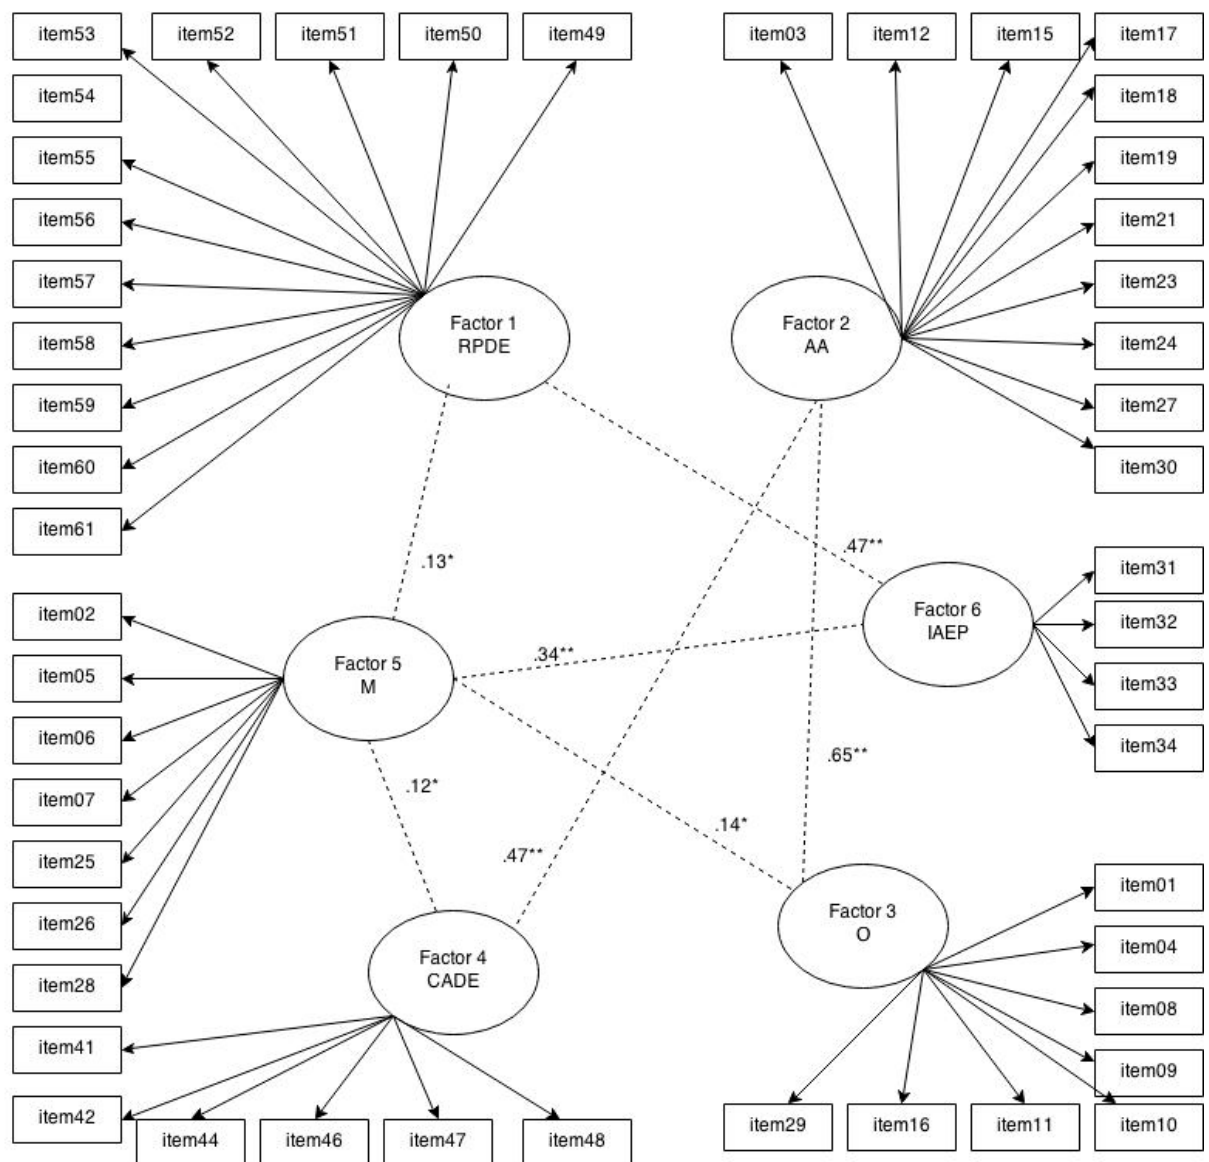 item53
item52
item51
item50
item49
item03
item12
item15
item17
item54
item18
item55
item19
item56
item21
item57
item23
Factor 1
RPDE
Factor 2
AA
item58
item24
item59
item27
item60
item30
item61
.13*
.47**
item31
item02
Factor 6
IAEP
item32
item05
Factor 5
M
.34**
item33
item06
item34
.65**
item07
.12*
.14*
item25
.47**
item01
item26
Factor 3
O
item04
item28
Factor 4
CADE
item08
item41
item09
item42
item44
item46
item47
item48
item29
item16
item11
item10